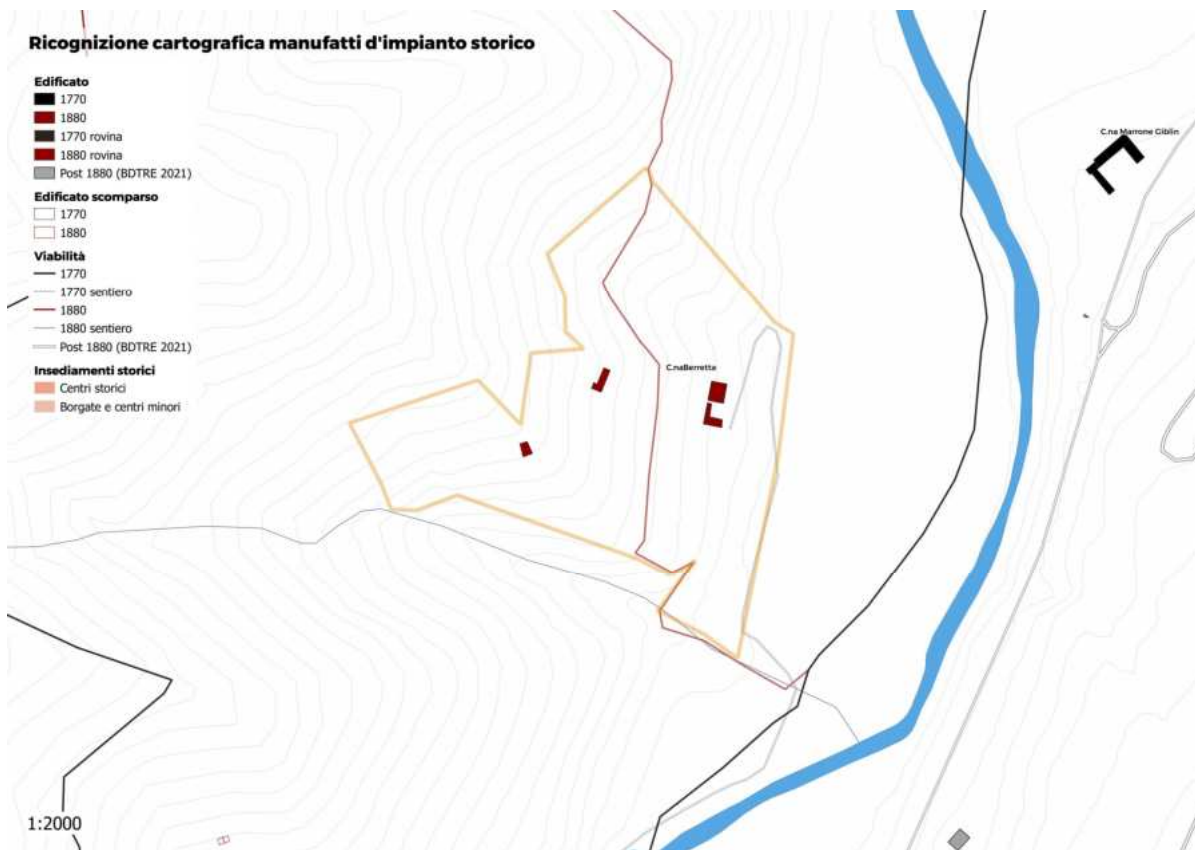 Ricognizione cartografica manufatti d'impianto storico
Edificato
1770
1880
1770 rovina
1880 rovina
Post 1880 (BDTRE 2021)
Edificato scomparso
1770
1880
Viabilità
1770
1770 sentiero
1880
1880 sentiero
Post 1880 (BDTRE 2021)
Insediamenti storici
Centri storici
Borgate e centri minori
C.na Marrone Giblin
C.naBerretta
1:2000